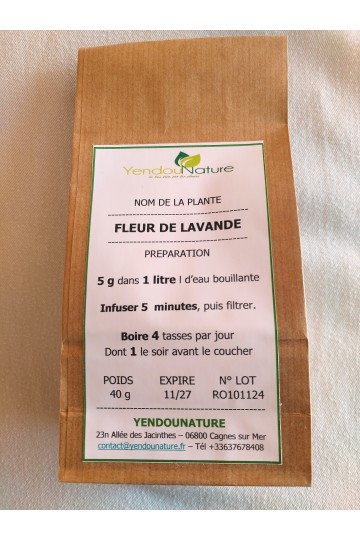 YendouNature
NOM DE LA PLANTE
FLEUR DE LAVANDE
PREPARATION
5 g dans 1 litre l d'eau bouillante
Infuser 5 minutes, puis filtrer.
Boire 4 tasses par jour
Dont 1 le soir avant le coucher
POIDS EXPIRE N° LOT
40 g 11/27 RO101124
YENDOUNATURE
23n Allée des Jacinthes – 06800 Cagnes sur Mer
contact@yendounature.fr – Tél +33637678408